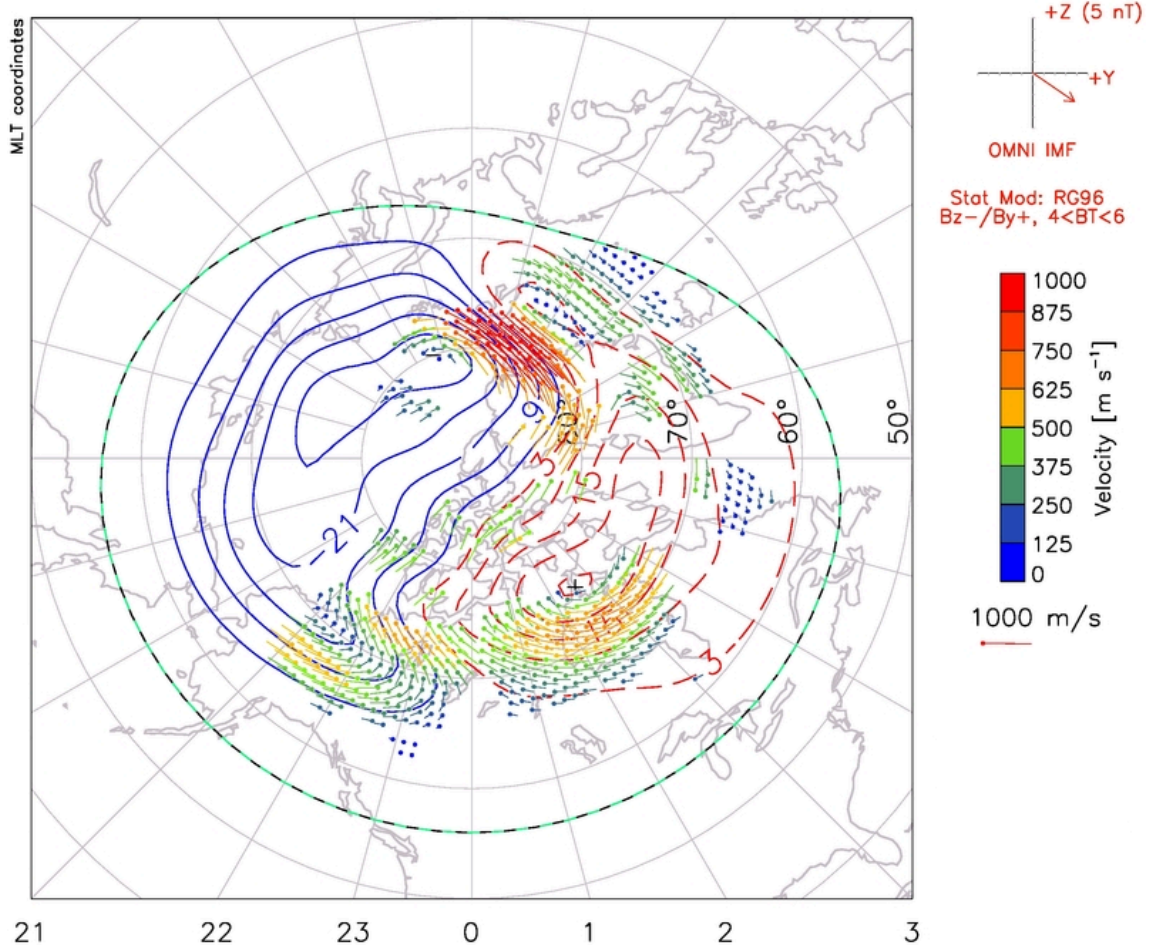 MLT coordinates
+Z (5 nT)
+Y
OMNI IMF
Stat Mod: RG96
Bz-/By+, 4<BT<6
1000
875
750
625
500
375
250
125
0
Velocity [m s⁻¹]
1000 m/s
80°
70°
60°
50°
-9
3
15
-21
3
+
21 22 23 0 1 2 3